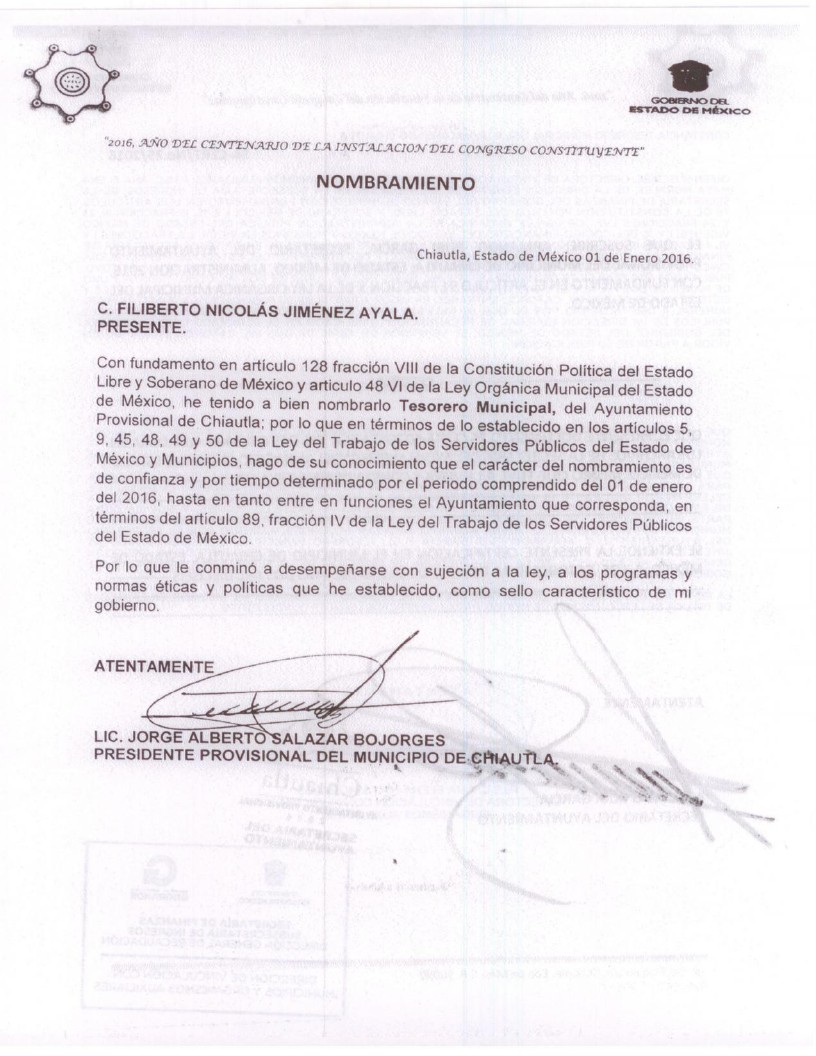 GOBIERNO DEL
ESTADO DE MÉXICO
"2016, AÑO DEL CENTENARIO DE LA INSTALACION DEL CONGRESO CONSTITUYENTE"
NOMBRAMIENTO
Chiautla, Estado de México 01 de Enero 2016.
C. FILIBERTO NICOLÁS JIMÉNEZ AYALA.
PRESENTE.
Con fundamento en artículo 128 fracción VIII de la Constitución Política del Estado
Libre y Soberano de México y articulo 48 VI de la Ley Orgánica Municipal del Estado
de México, he tenido a bien nombrarlo Tesorero Municipal, del Ayuntamiento
Provisional de Chiautla; por lo que en términos de lo establecido en los artículos 5,
9, 45, 48, 49 y 50 de la Ley del Trabajo de los Servidores Públicos del Estado de
México y Municipios, hago de su conocimiento que el carácter del nombramiento es
de confianza y por tiempo determinado por el periodo comprendido del 01 de enero
del 2016, hasta en tanto entre en funciones el Ayuntamiento que corresponda, en
términos del artículo 89, fracción IV de la Ley del Trabajo de los Servidores Públicos
del Estado de México.
Por lo que le conminó a desempeñarse con sujeción a la ley, a los programas y
normas éticas y políticas que he establecido, como sello característico de mi
gobierno.
ATENTAMENTE
LIC. JORGE ALBERTO SALAZAR BOJORGES
PRESIDENTE PROVISIONAL DEL MUNICIPIO DE CHIAUTLA.